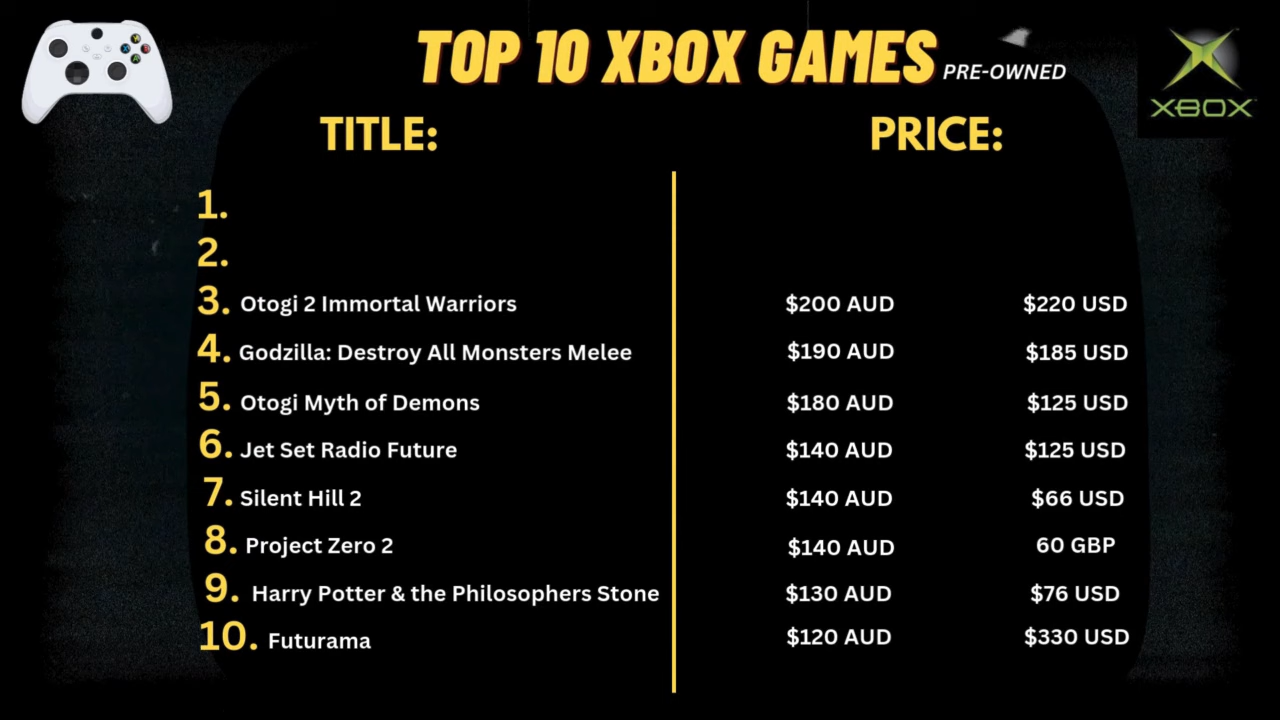 TOP 10 XBOX GAMES PRE-OWNED
XBOX
TITLE: PRICE:
1.
2.
3. Otogi 2 Immortal Warriors $200 AUD $220 USD
4. Godzilla: Destroy All Monsters Melee $190 AUD $185 USD
5. Otogi Myth of Demons $180 AUD $125 USD
6. Jet Set Radio Future $140 AUD $125 USD
7. Silent Hill 2 $140 AUD $66 USD
8. Project Zero 2 $140 AUD 60 GBP
9. Harry Potter & the Philosophers Stone $130 AUD $76 USD
10. Futurama $120 AUD $330 USD